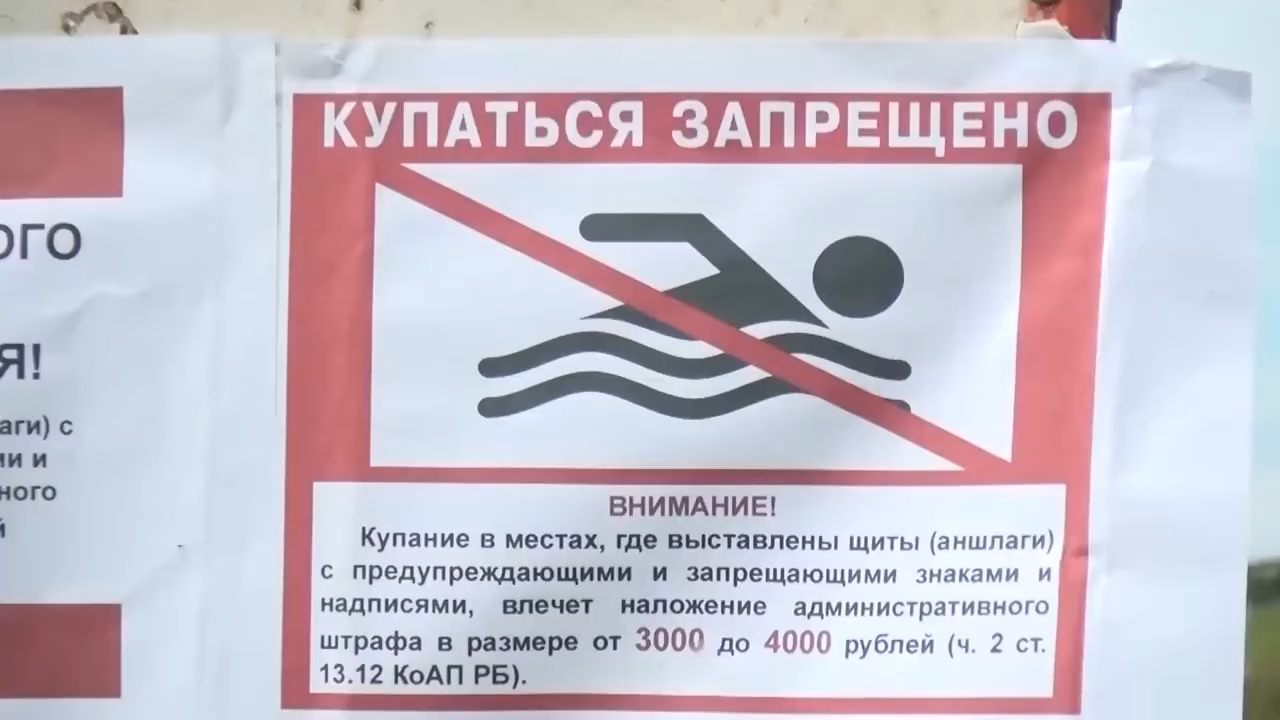 КУПАТЬСЯ ЗАПРЕЩЕНО
ВНИМАНИЕ!
Купание в местах, где выставлены щиты (аншлаги)
с предупреждающими и запрещающими знаками и
надписями, влечет наложение административного
штрафа в размере от 3000 до 4000 рублей (ч. 2 ст.
13.12 КоАП РБ).
ОГО
Я!
аги) с
ми и
ного
й